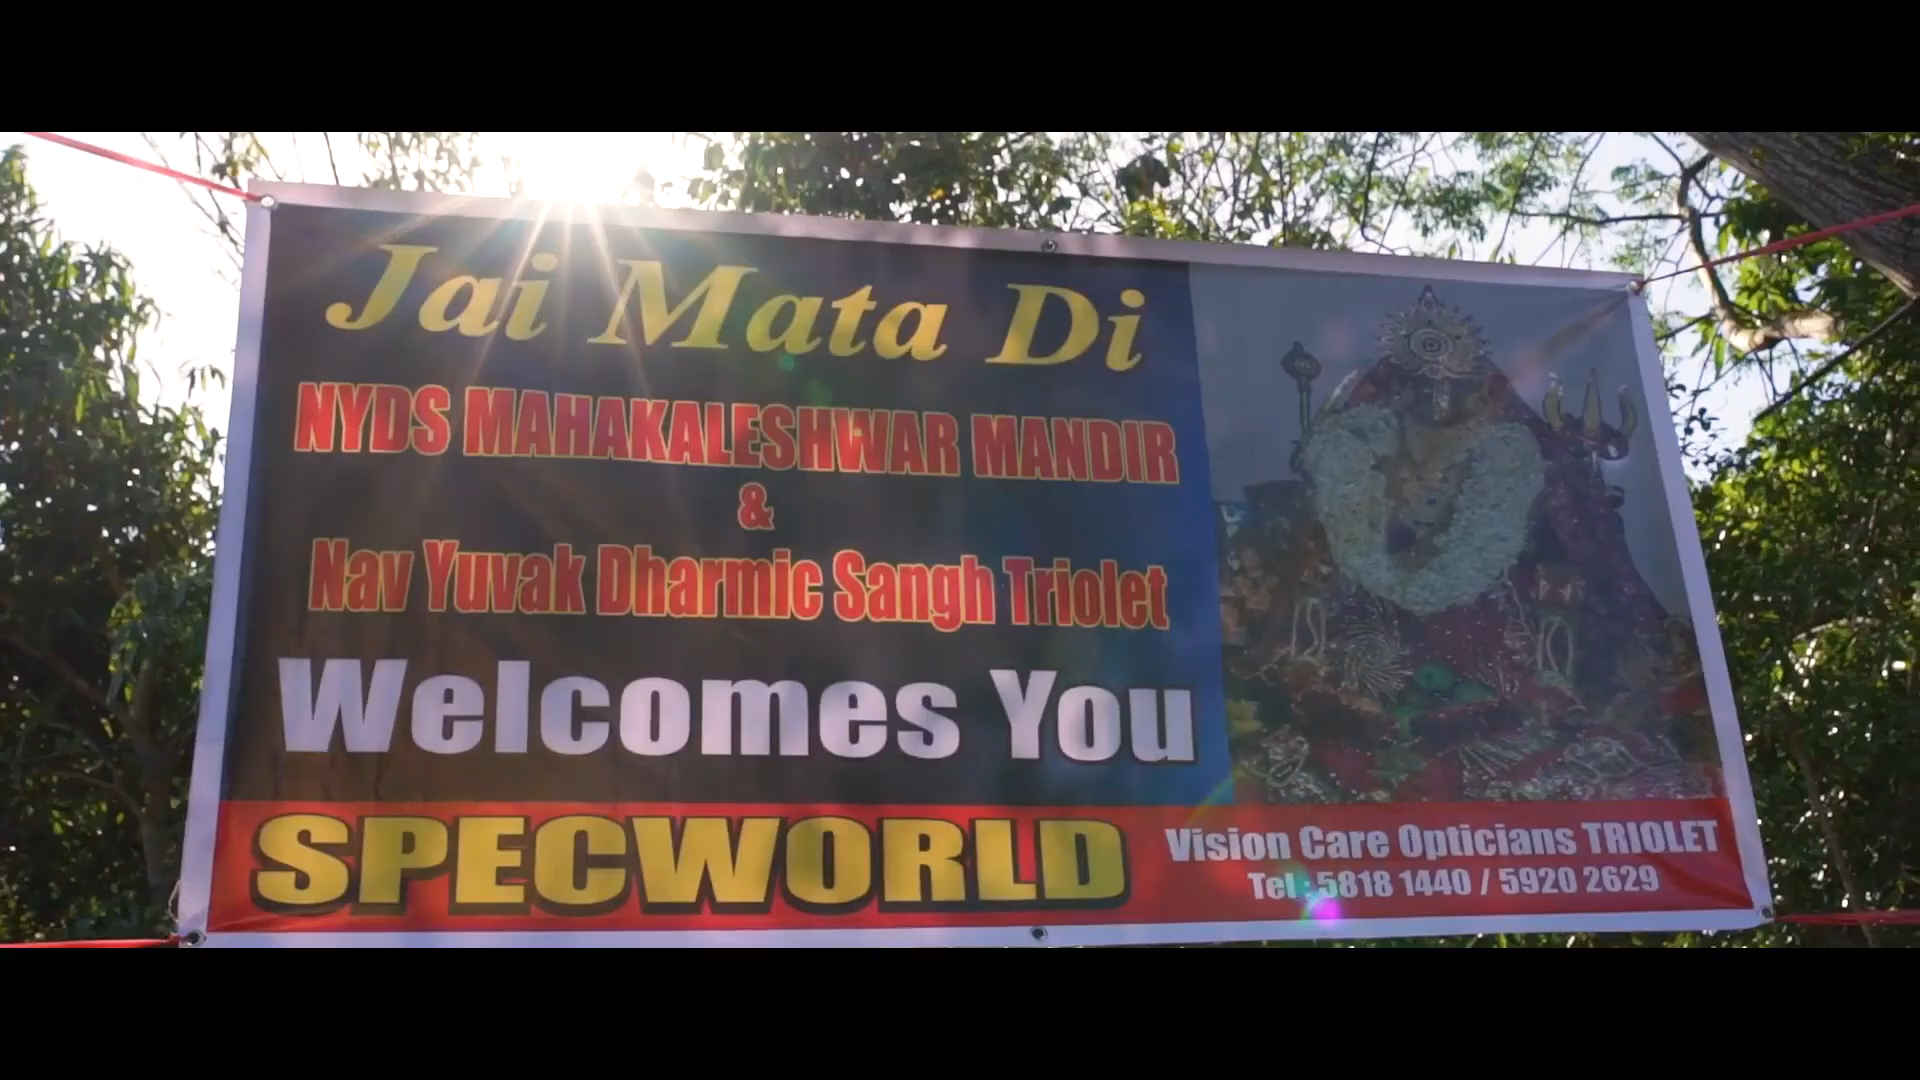 Jai Mata Di
NYDS MAHAKALESHWAR MANDIR
&
Nav Yuvak Dharmic Sangh Triolet
Welcomes You
SPECWORLD
Vision Care Opticians TRIOLET
Tel : 5818 1440 / 5920 2629